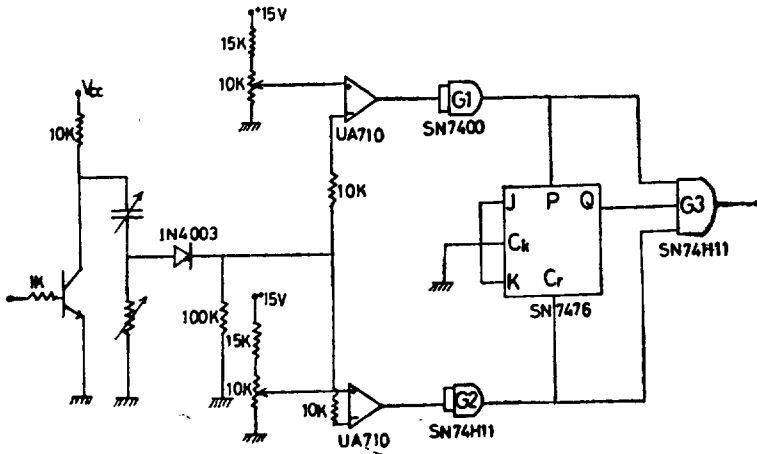 +15V
15K
10K
UA710
G1
SN7400
Vcc
10K
10K
1N4003
1K
100K
+15V
15K
10K
10K
UA710
G2
SN74H11
J
P
Q
Ck
K
Cr
SN7476
G3
SN74H11